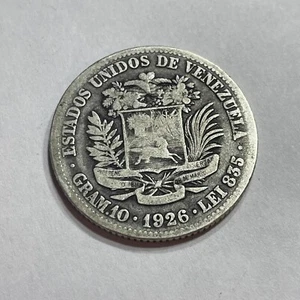 ESTADOS UNIDOS DE VENEZUELA
GRAM.10 · 1926 · LEI 835